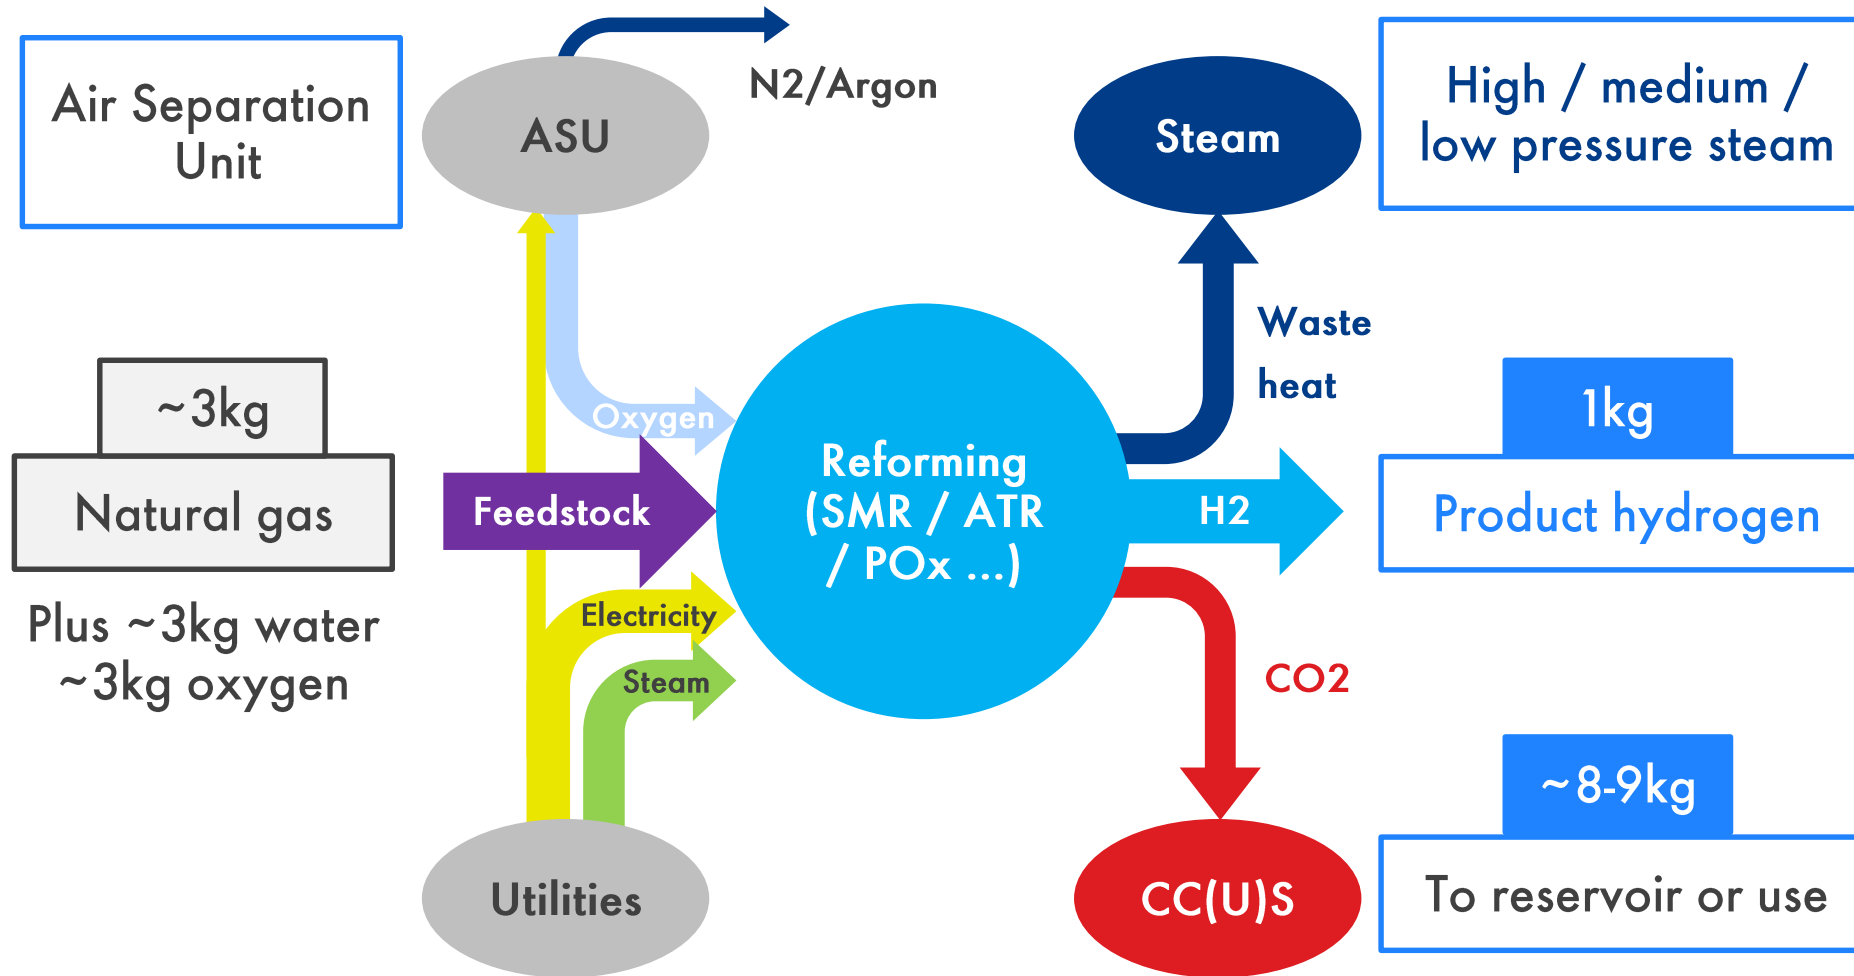 Air Separation
Unit
ASU
N2/Argon
Steam
High / medium /
low pressure steam
Waste
heat
~3kg
Natural gas
Plus ~3kg water
~3kg oxygen
Oxygen
Feedstock
Electricity
Steam
Reforming
(SMR / ATR
/ POx ...)
H2
1kg
Product hydrogen
CO2
Utilities
CC(U)S
~8-9kg
To reservoir or use